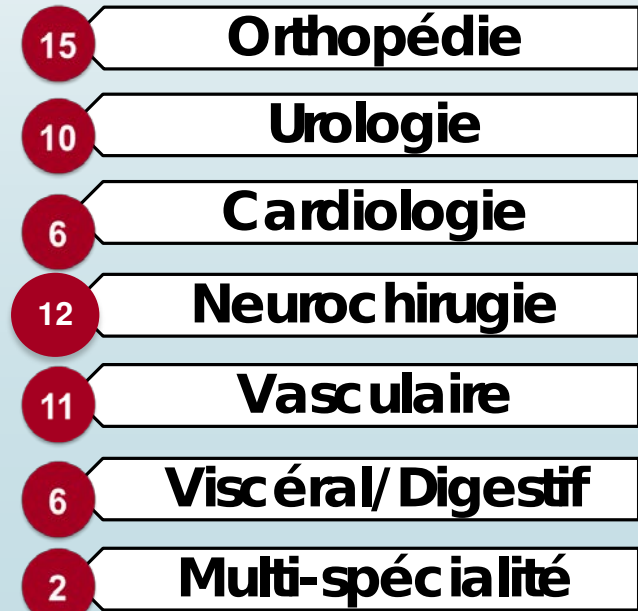 15 Orthopédie
10 Urologie
6 Cardiologie
12 Neurochirugie
11 Vasculaire
6 Viscéral/Digestif
2 Multi-spécialité